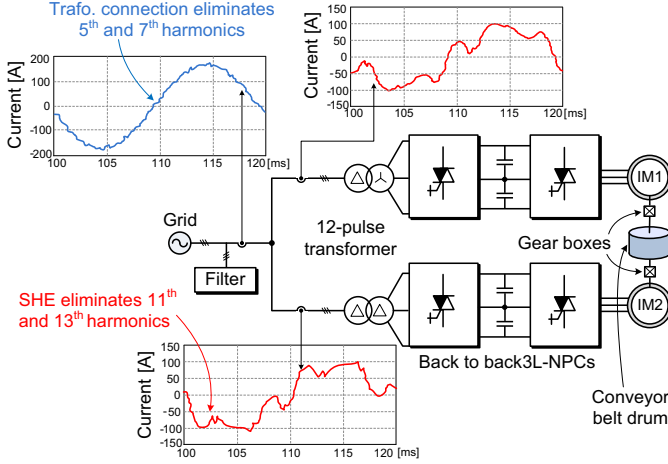 Trafo. connection eliminates
5th and 7th harmonics
Current [A]
200
100
0
-100
-200
100
105
110
115
120 [ms]
Current [A]
150
100
50
0
-50
-100
-150
100
105
110
115
120 [ms]
Grid
Filter
12-pulse
transformer
IM1
Gear boxes
IM2
SHE eliminates 11th
and 13th harmonics
Back to back3L-NPCs
Conveyor
belt drum
Current [A]
150
100
50
0
-50
-100
-150
100
105
110
115
120 [ms]